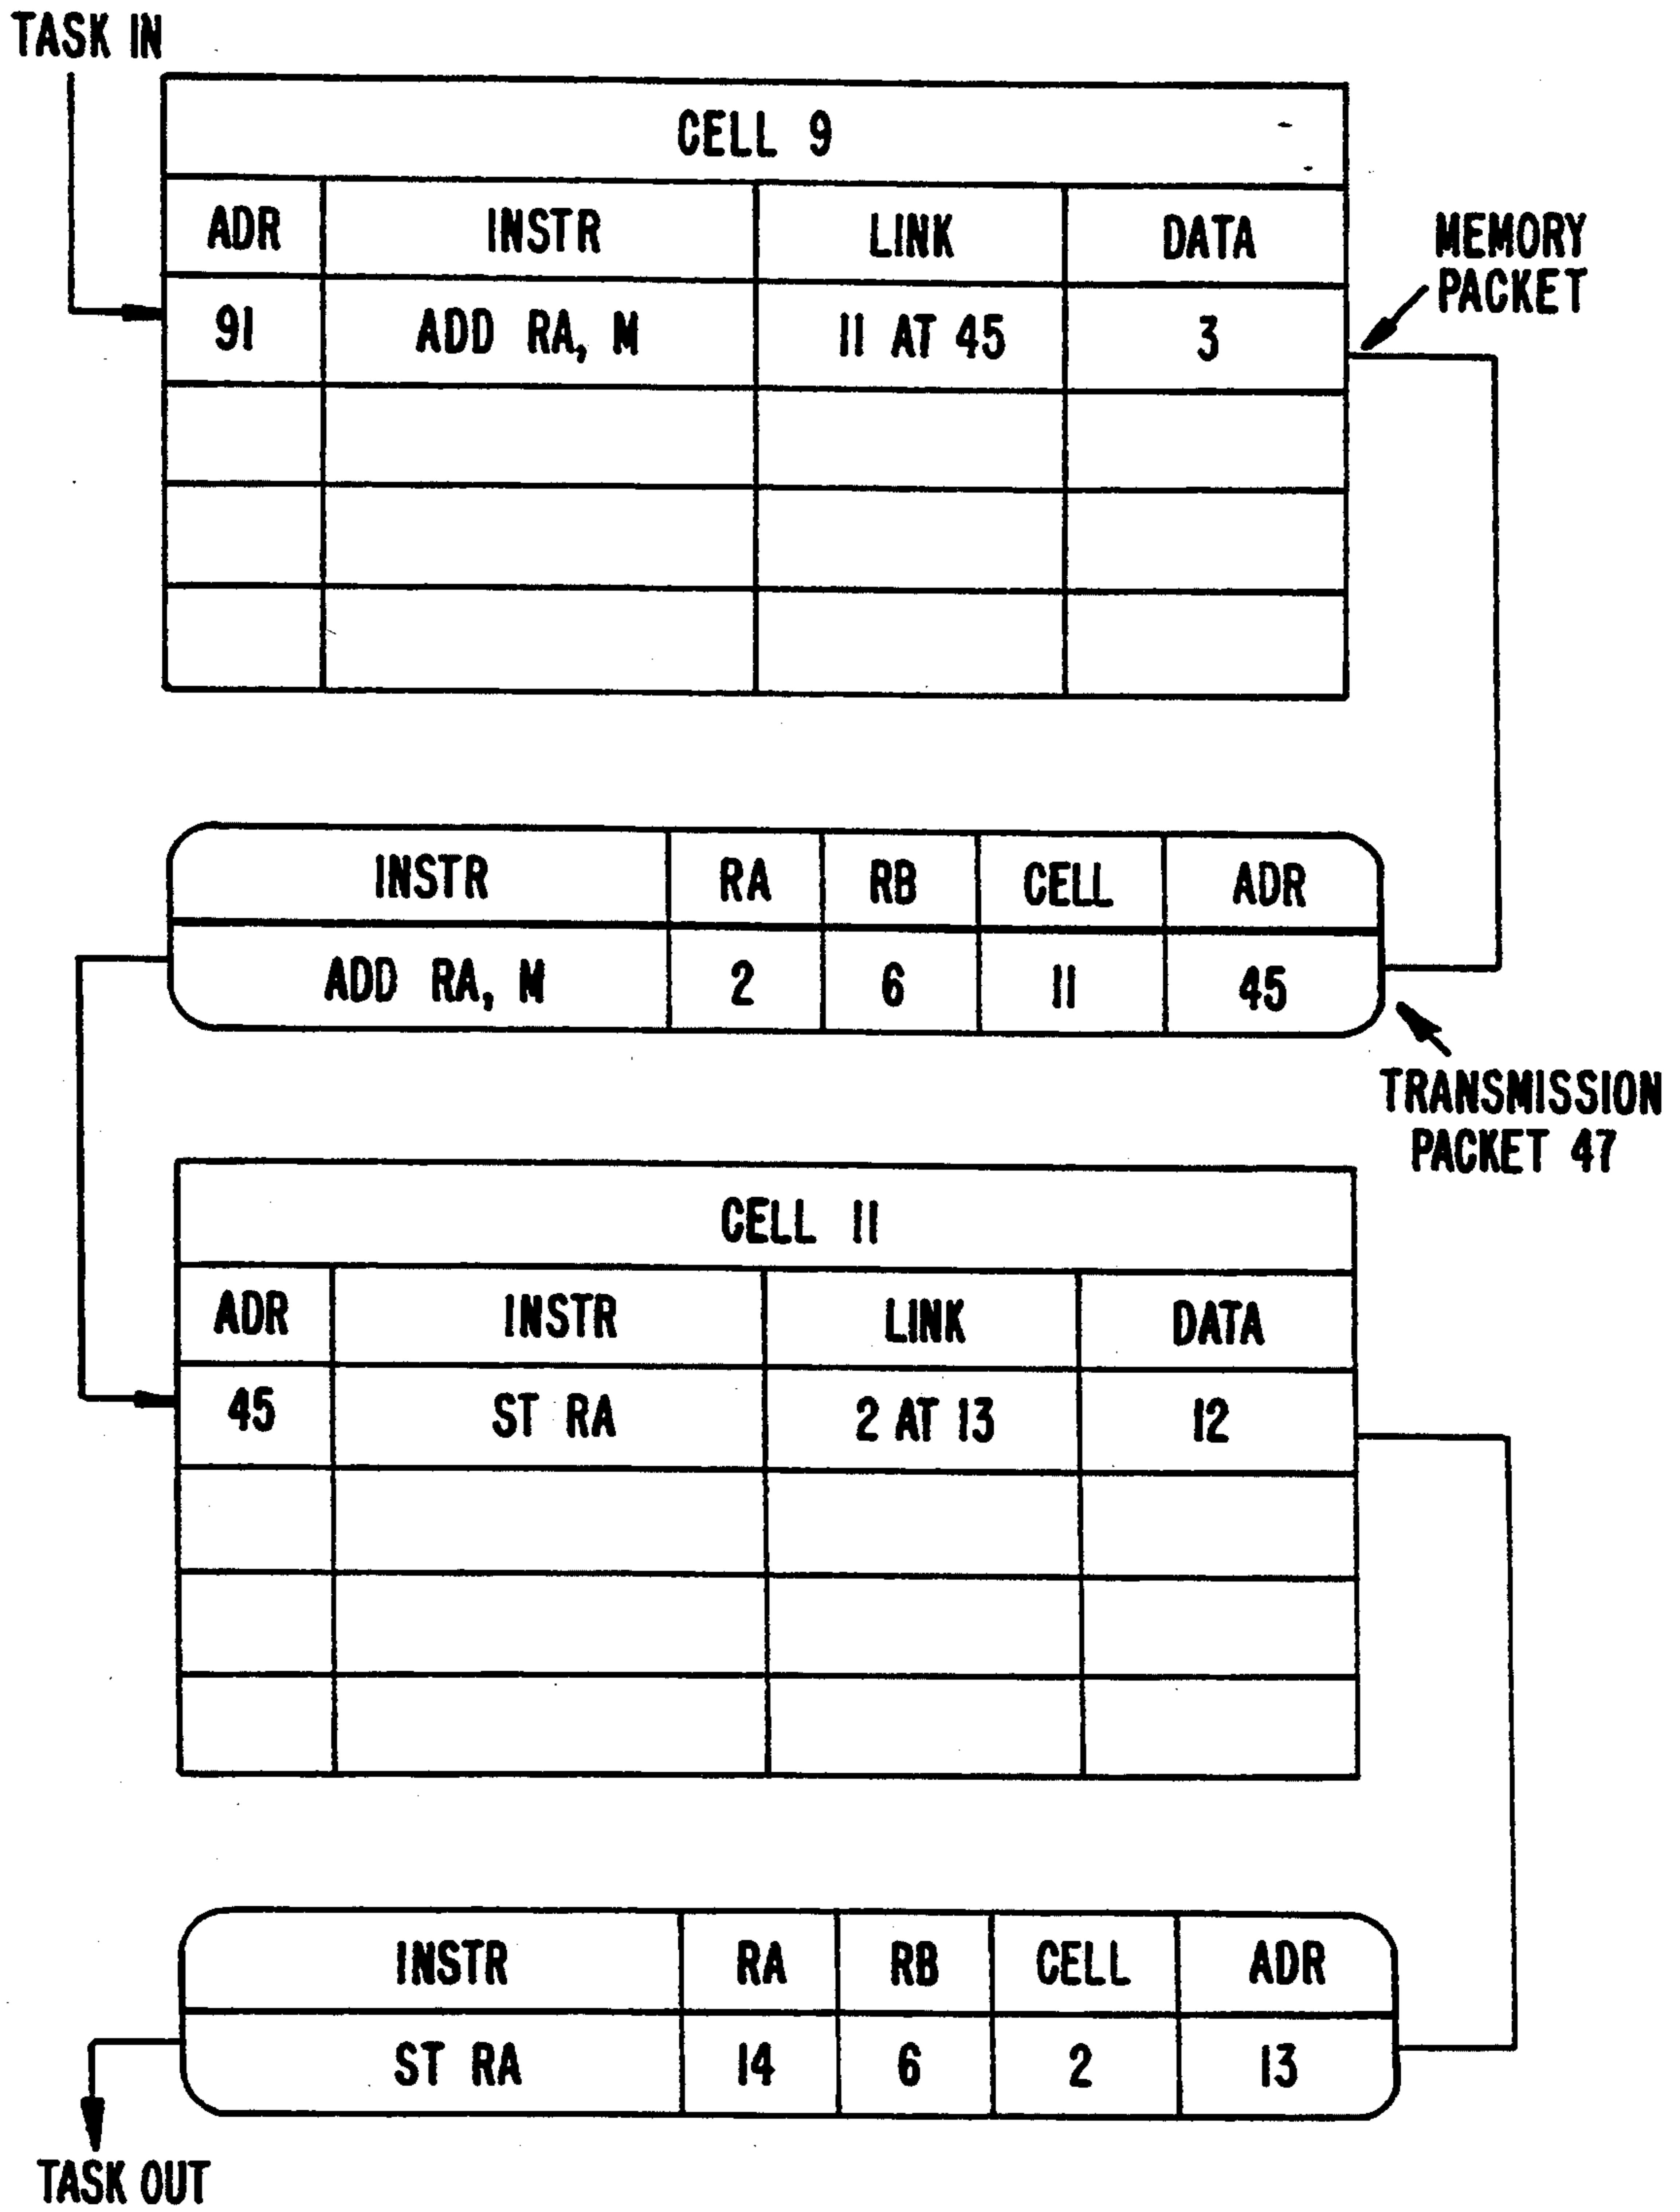 TASK IN
CELL 9
ADR INSTR LINK DATA
91 ADD RA, M 11 AT 45 3
MEMORY
PACKET
INSTR RA RB CELL ADR
ADD RA, M 2 6 11 45
TRANSMISSION
PACKET 47
CELL 11
ADR INSTR LINK DATA
45 ST RA 2 AT 13 12
INSTR RA RB CELL ADR
ST RA 14 6 2 13
TASK OUT